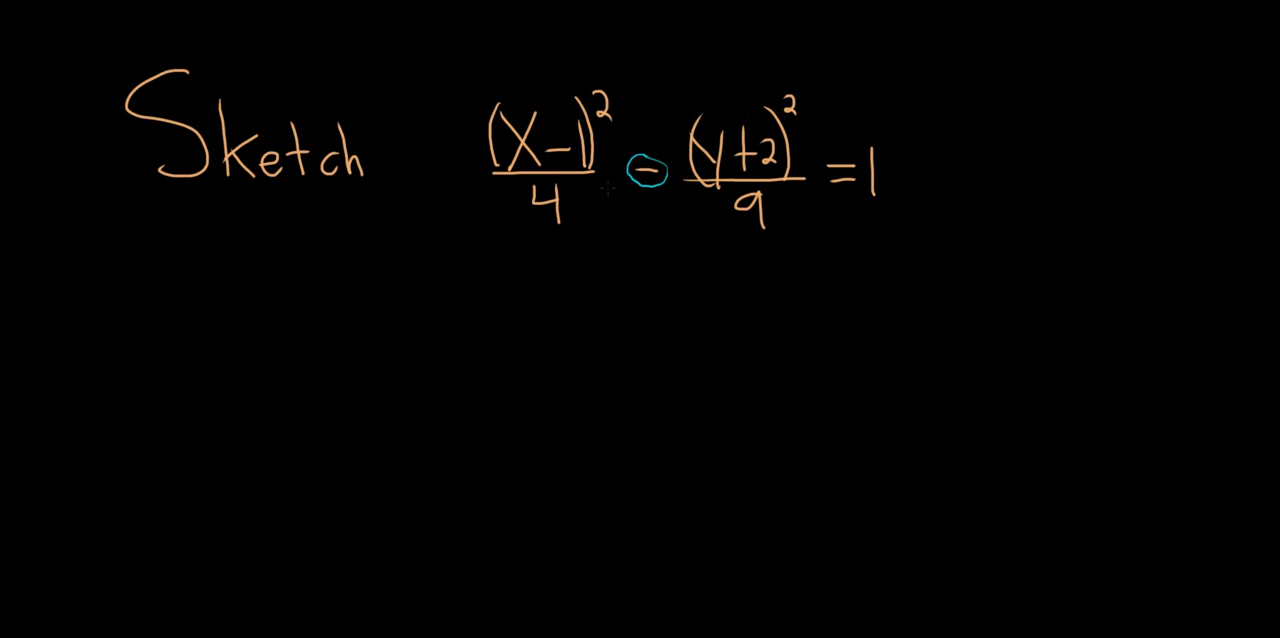 Sketch (x-1)²/4 - (y+2)²/9 = 1